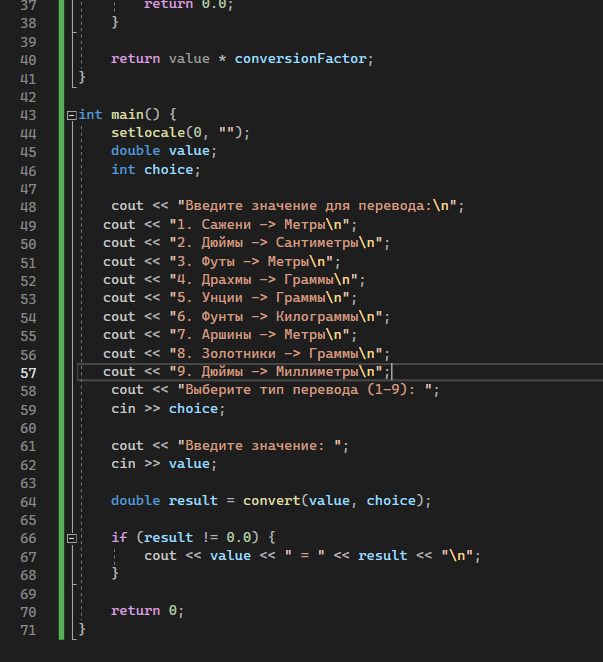 37 return 0.0;
38 }
39
40 return value * conversionFactor;
41 }
42
43 int main() {
44 setlocale(0, "");
45 double value;
46 int choice;
47
48 cout << "Введите значение для перевода:\n";
49 cout << "1. Сажени -> Метры\n";
50 cout << "2. Дюймы -> Сантиметры\n";
51 cout << "3. Футы -> Метры\n";
52 cout << "4. Драхмы -> Граммы\n";
53 cout << "5. Унции -> Граммы\n";
54 cout << "6. Фунты -> Килограммы\n";
55 cout << "7. Аршины -> Метры\n";
56 cout << "8. Золотники -> Граммы\n";
57 cout << "9. Дюймы -> Миллиметры\n";
58 cout << "Выберите тип перевода (1-9): ";
59 cin >> choice;
60
61 cout << "Введите значение: ";
62 cin >> value;
63
64 double result = convert(value, choice);
65
66 if (result != 0.0) {
67 cout << value << " = " << result << "\n";
68 }
69
70 return 0;
71 }